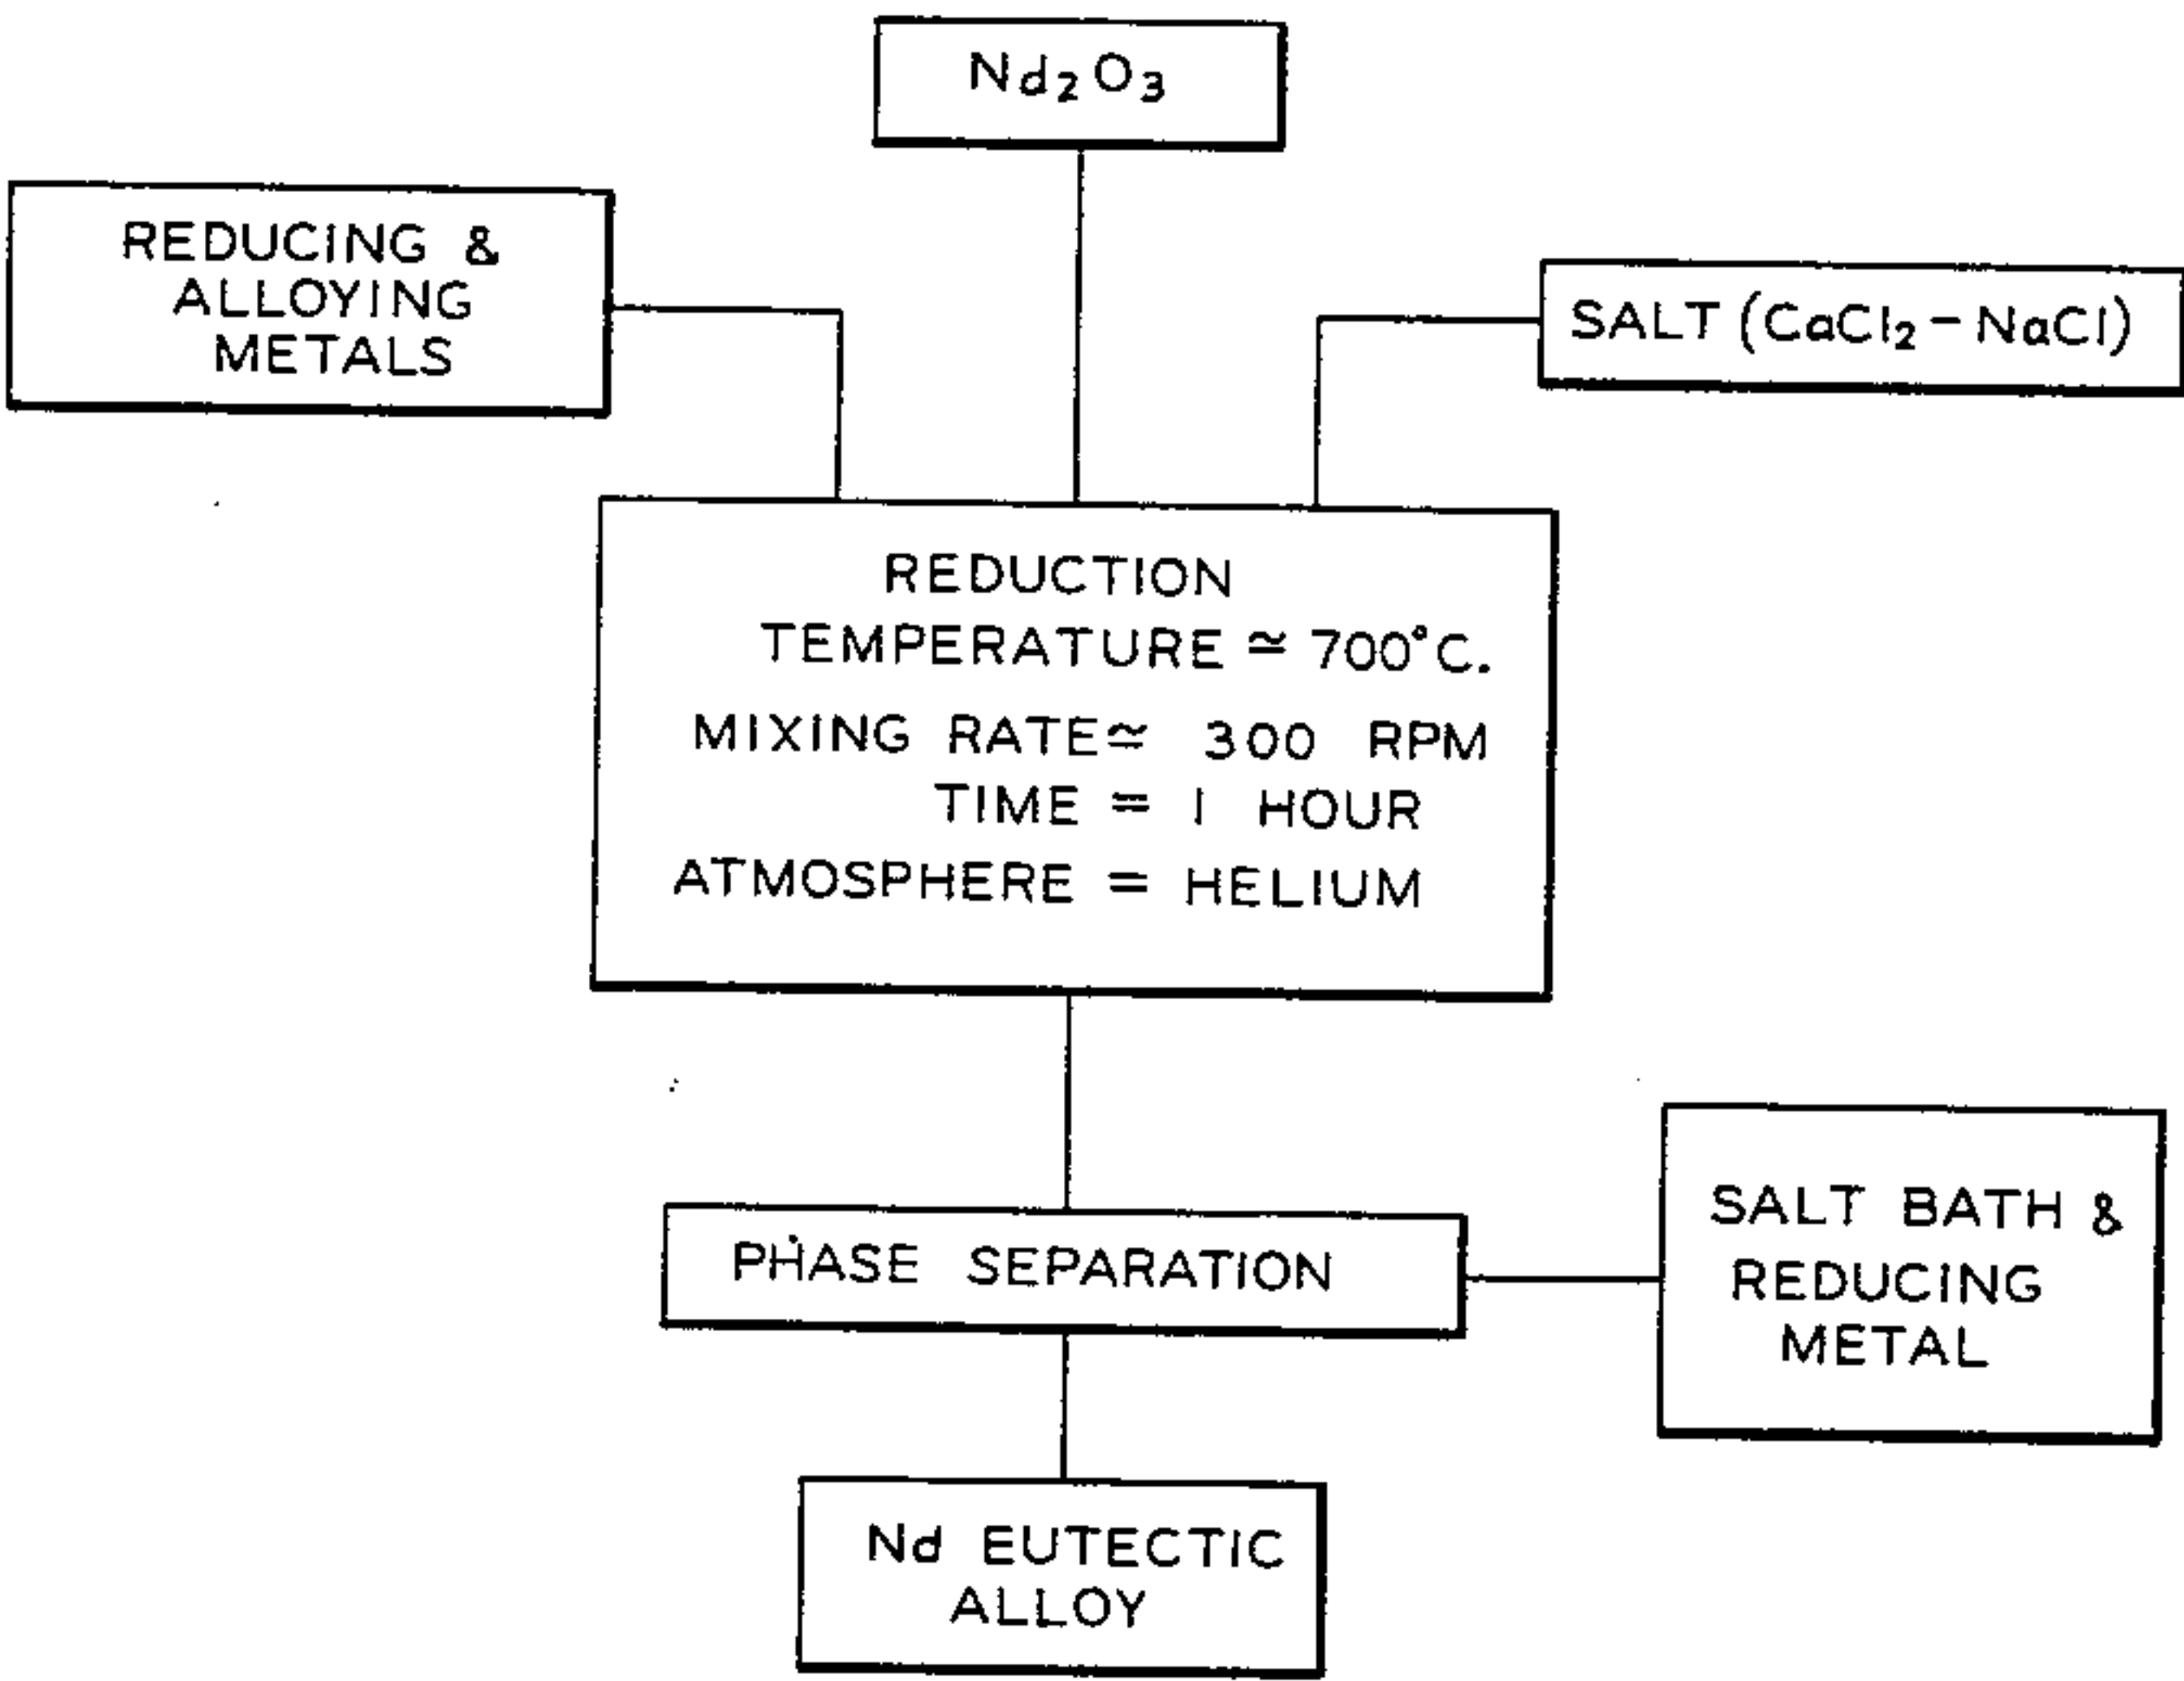 Nd₂O₃
REDUCING &
ALLOYING
METALS
SALT (CaCl₂-NaCl)
REDUCTION
TEMPERATURE ≃ 700°C.
MIXING RATE≃ 300 RPM
TIME = 1 HOUR
ATMOSPHERE = HELIUM
PHASE SEPARATION
SALT BATH &
REDUCING
METAL
Nd EUTECTIC
ALLOY